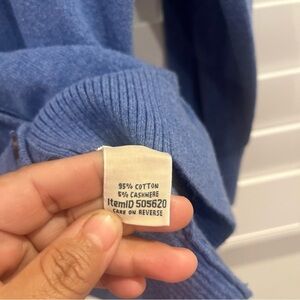 95% COTTON
5% CASHMERE
ItemID 505620
CARE ON REVERSE